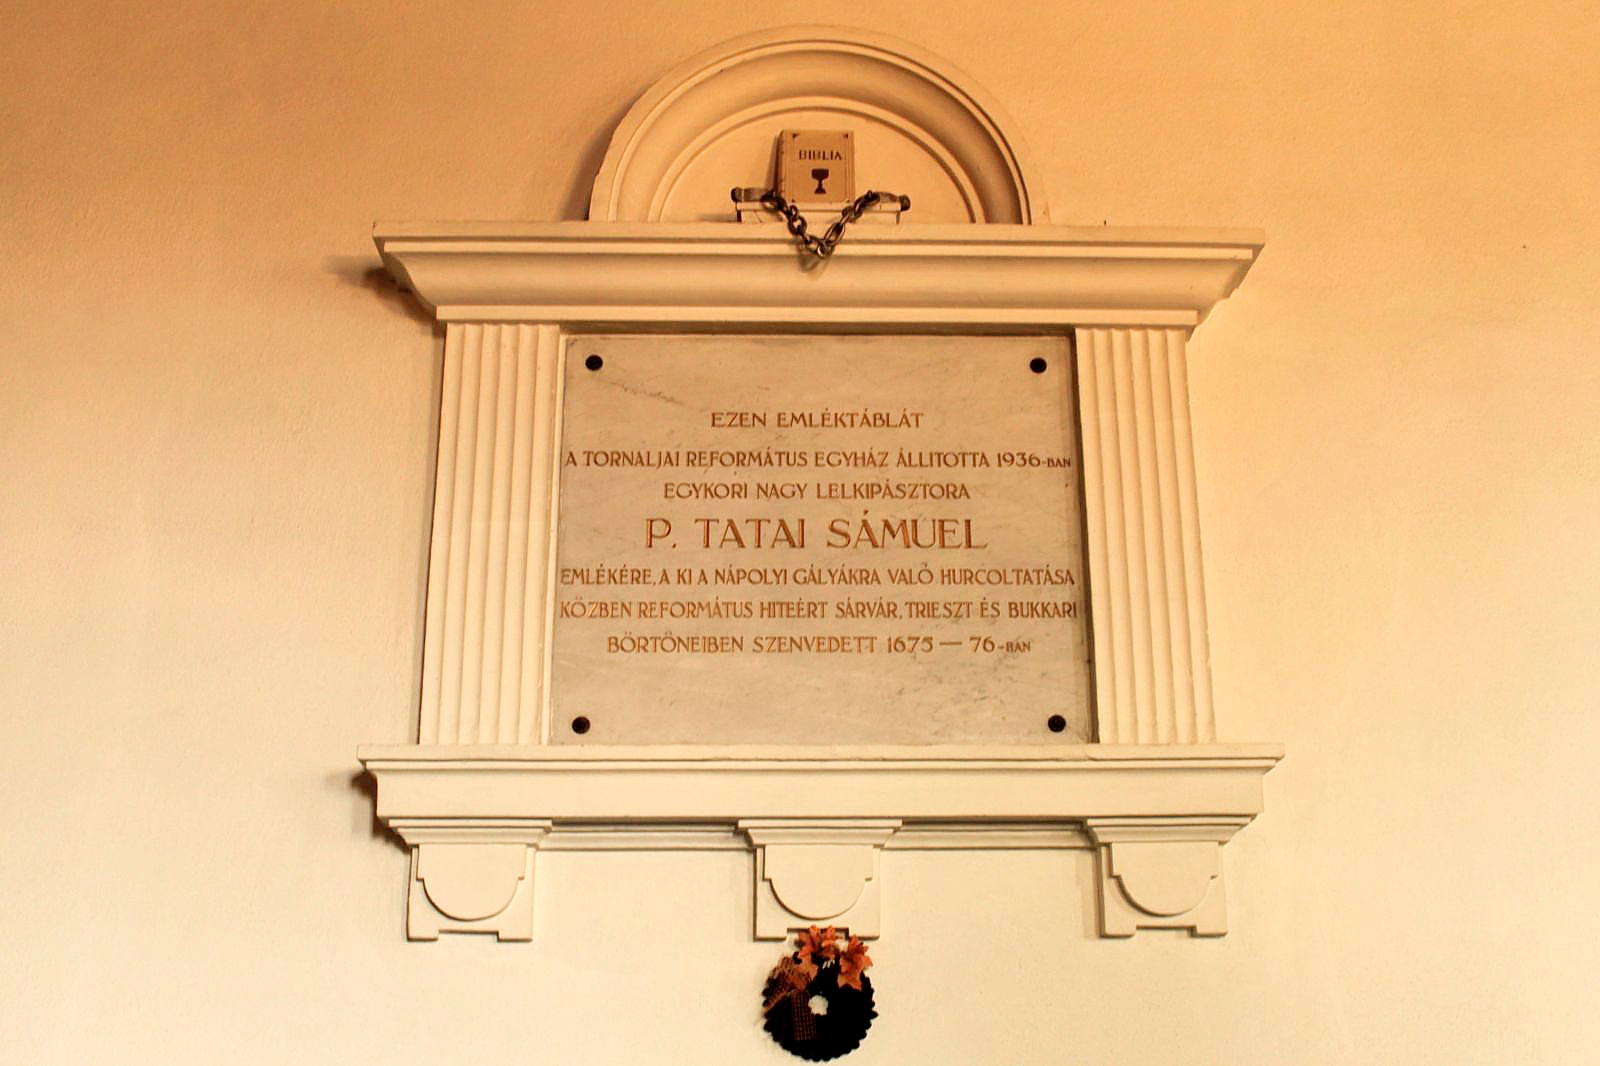 BIBLIA
EZEN EMLÉKTÁBLÁT
A TORNALJAI REFORMÁTUS EGYHÁZ ÁLLITOTTA 1936-BAN
EGYKORI NAGY LELKIPÁSZTORA
P. TATAI SÁMUEL
EMLÉKÉRE, A KI A NÁPOLYI GÁLYÁKRA VALÓ HURCOLTATÁSA
KÖZBEN REFORMÁTUS HITEÉRT SÁRVÁR, TRIESZT ÉS BUKKARI
BÖRTÖNEIBEN SZENVEDETT 1675 — 76-BAN